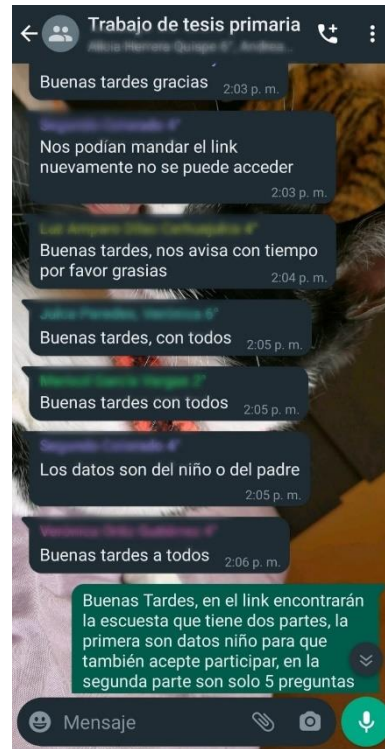 Trabajo de tesis primaria
Buenas tardes gracias 2:03 p. m.
Nos podían mandar el link
nuevamente no se puede acceder
2:03 p. m.
Buenas tardes, nos avisa con tiempo
por favor grasias
2:04 p. m.
Buenas tardes, con todos 2:05 p. m.
Buenas tardes con todos 2:05 p. m.
Los datos son del niño o del padre
2:05 p. m.
Buenas tardes a todos 2:06 p. m.
Buenas Tardes, en el link encontrarán
la escuesta que tiene dos partes, la
primera son datos niño para que
también acepte participar, en la
segunda parte son solo 5 preguntas
Mensaje